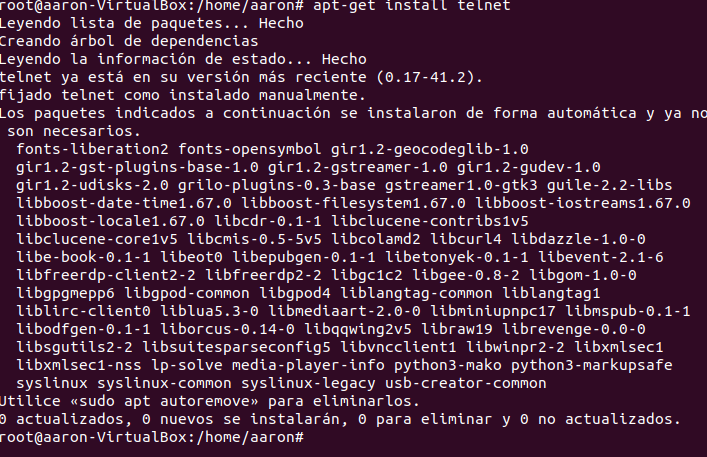 root@aaron-VirtualBox:/home/aaron# apt-get install telnet
Leyendo lista de paquetes... Hecho
Creando árbol de dependencias
Leyendo la información de estado... Hecho
telnet ya está en su versión más reciente (0.17-41.2).
fijado telnet como instalado manualmente.
Los paquetes indicados a continuación se instalaron de forma automática y ya no
son necesarios.
fonts-liberation2 fonts-opensymbol gir1.2-geocodeglib-1.0
gir1.2-gst-plugins-base-1.0 gir1.2-gstreamer-1.0 gir1.2-gudev-1.0
gir1.2-udisks-2.0 grilo-plugins-0.3-base gstreamer1.0-gtk3 guile-2.2-libs
libboost-date-time1.67.0 libboost-filesystem1.67.0 libboost-iostreams1.67.0
libboost-locale1.67.0 libcdr-0.1-1 libclucene-contribs1v5
libclucene-core1v5 libcmis-0.5-5v5 libcolamd2 libcurl4 libdazzle-1.0-0
libe-book-0.1-1 libeot0 libepubgen-0.1-1 libetonyek-0.1-1 libevent-2.1-6
libfreerdp-client2-2 libfreerdp2-2 libgc1c2 libgee-0.8-2 libgom-1.0-0
libgpgmepp6 libgpod-common libgpod4 liblangtag-common liblangtag1
liblirc-client0 liblua5.3-0 libmediaart-2.0-0 libminiupnpc17 libmspub-0.1-1
libodfgen-0.1-1 liborcus-0.14-0 libqqwing2v5 libraw19 librevenge-0.0-0
libsgutils2-2 libsuitesparseconfig5 libvncclient1 libwinpr2-2 libxmlsec1
libxmlsec1-nss lp-solve media-player-info python3-mako python3-markupsafe
syslinux syslinux-common syslinux-legacy usb-creator-common
Utilice «sudo apt autoremove» para eliminarlos.
0 actualizados, 0 nuevos se instalarán, 0 para eliminar y 0 no actualizados.
root@aaron-VirtualBox:/home/aaron#